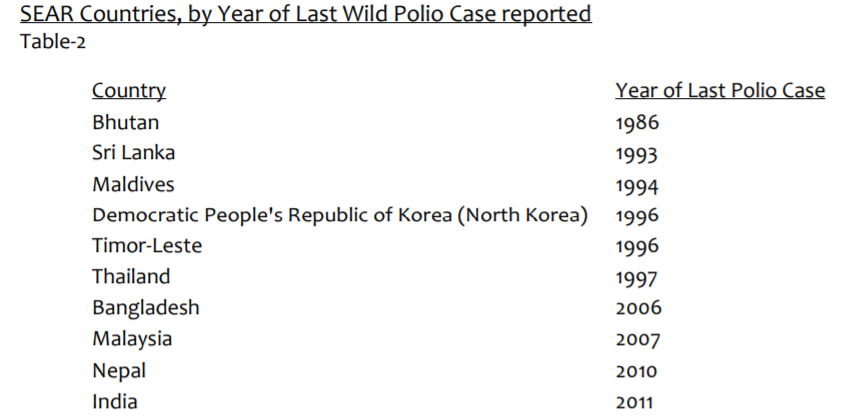 SEAR Countries, by Year of Last Wild Polio Case reported
Table-2
Country Year of Last Polio Case
Bhutan 1986
Sri Lanka 1993
Maldives 1994
Democratic People's Republic of Korea (North Korea) 1996
Timor-Leste 1996
Thailand 1997
Bangladesh 2006
Malaysia 2007
Nepal 2010
India 2011